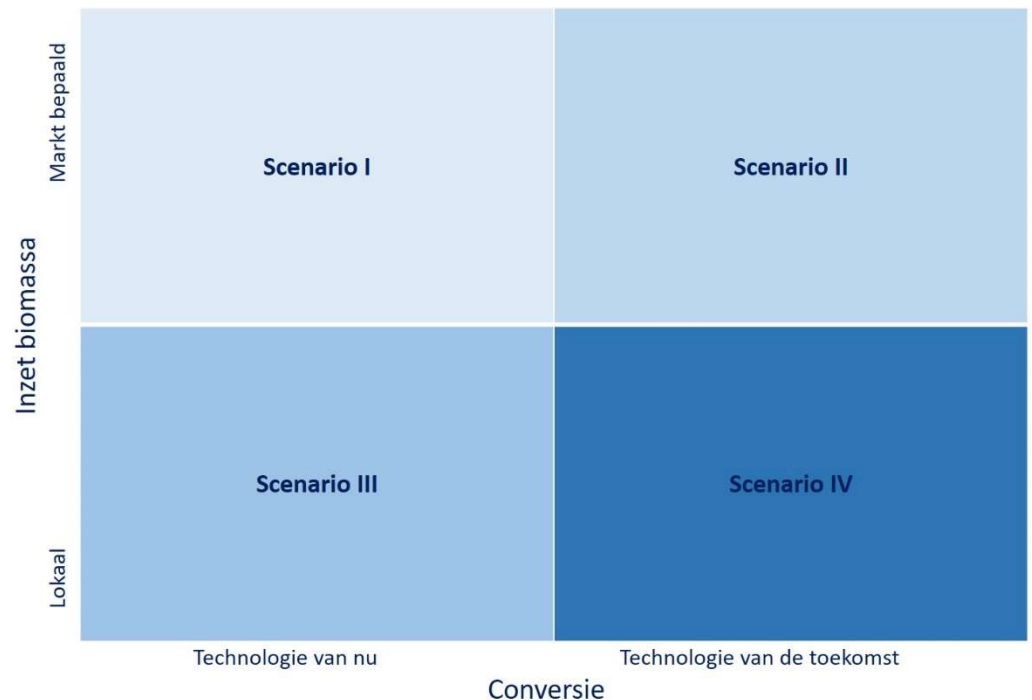 Markt bepaald
Scenario I
Scenario II
Inzet biomassa
Scenario III
Scenario IV
Lokaal
Technologie van nu
Technologie van de toekomst
Conversie